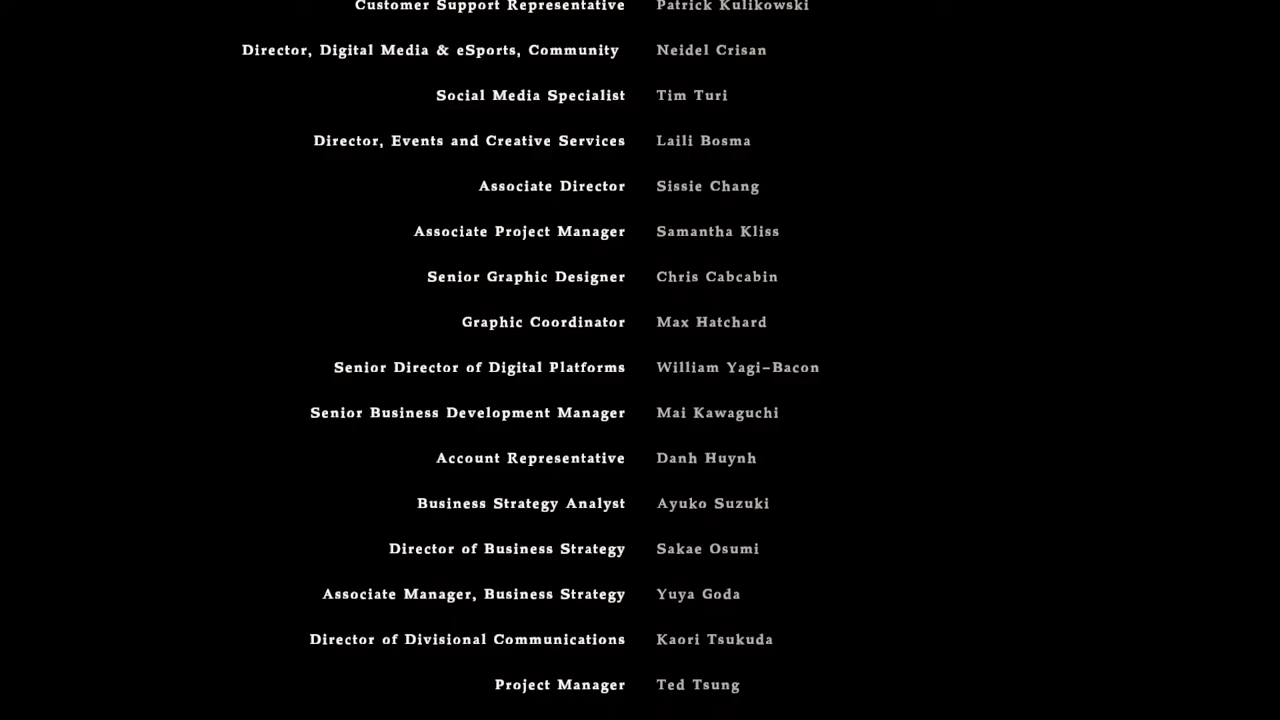 Customer Support Representative Patrick Kulikowski
Director, Digital Media & eSports, Community Neidel Crisan
Social Media Specialist Tim Turi
Director, Events and Creative Services Laili Bosma
Associate Director Sissie Chang
Associate Project Manager Samantha Kliss
Senior Graphic Designer Chris Cabcabin
Graphic Coordinator Max Hatchard
Senior Director of Digital Platforms William Yagi-Bacon
Senior Business Development Manager Mai Kawaguchi
Account Representative Danh Huynh
Business Strategy Analyst Ayuko Suzuki
Director of Business Strategy Sakae Osumi
Associate Manager, Business Strategy Yuya Goda
Director of Divisional Communications Kaori Tsukuda
Project Manager Ted Tsung